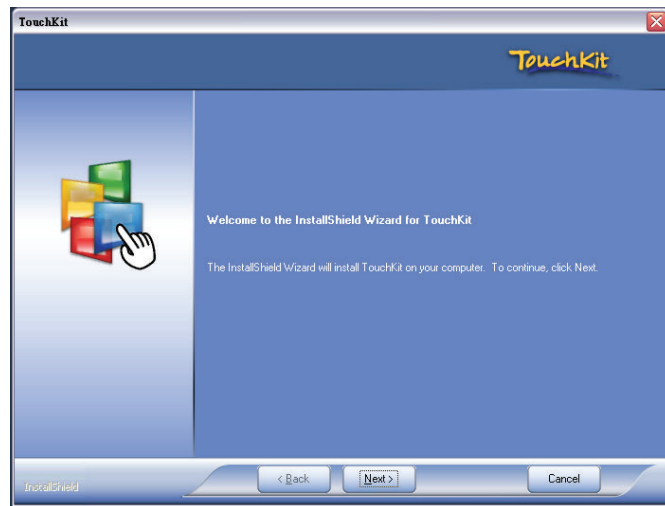 TouchKit
TouchKit
Welcome to the InstallShield Wizard for TouchKit
The InstallShield Wizard will install TouchKit on your computer. To continue, click Next.
InstallShield
< Back
Next >
Cancel